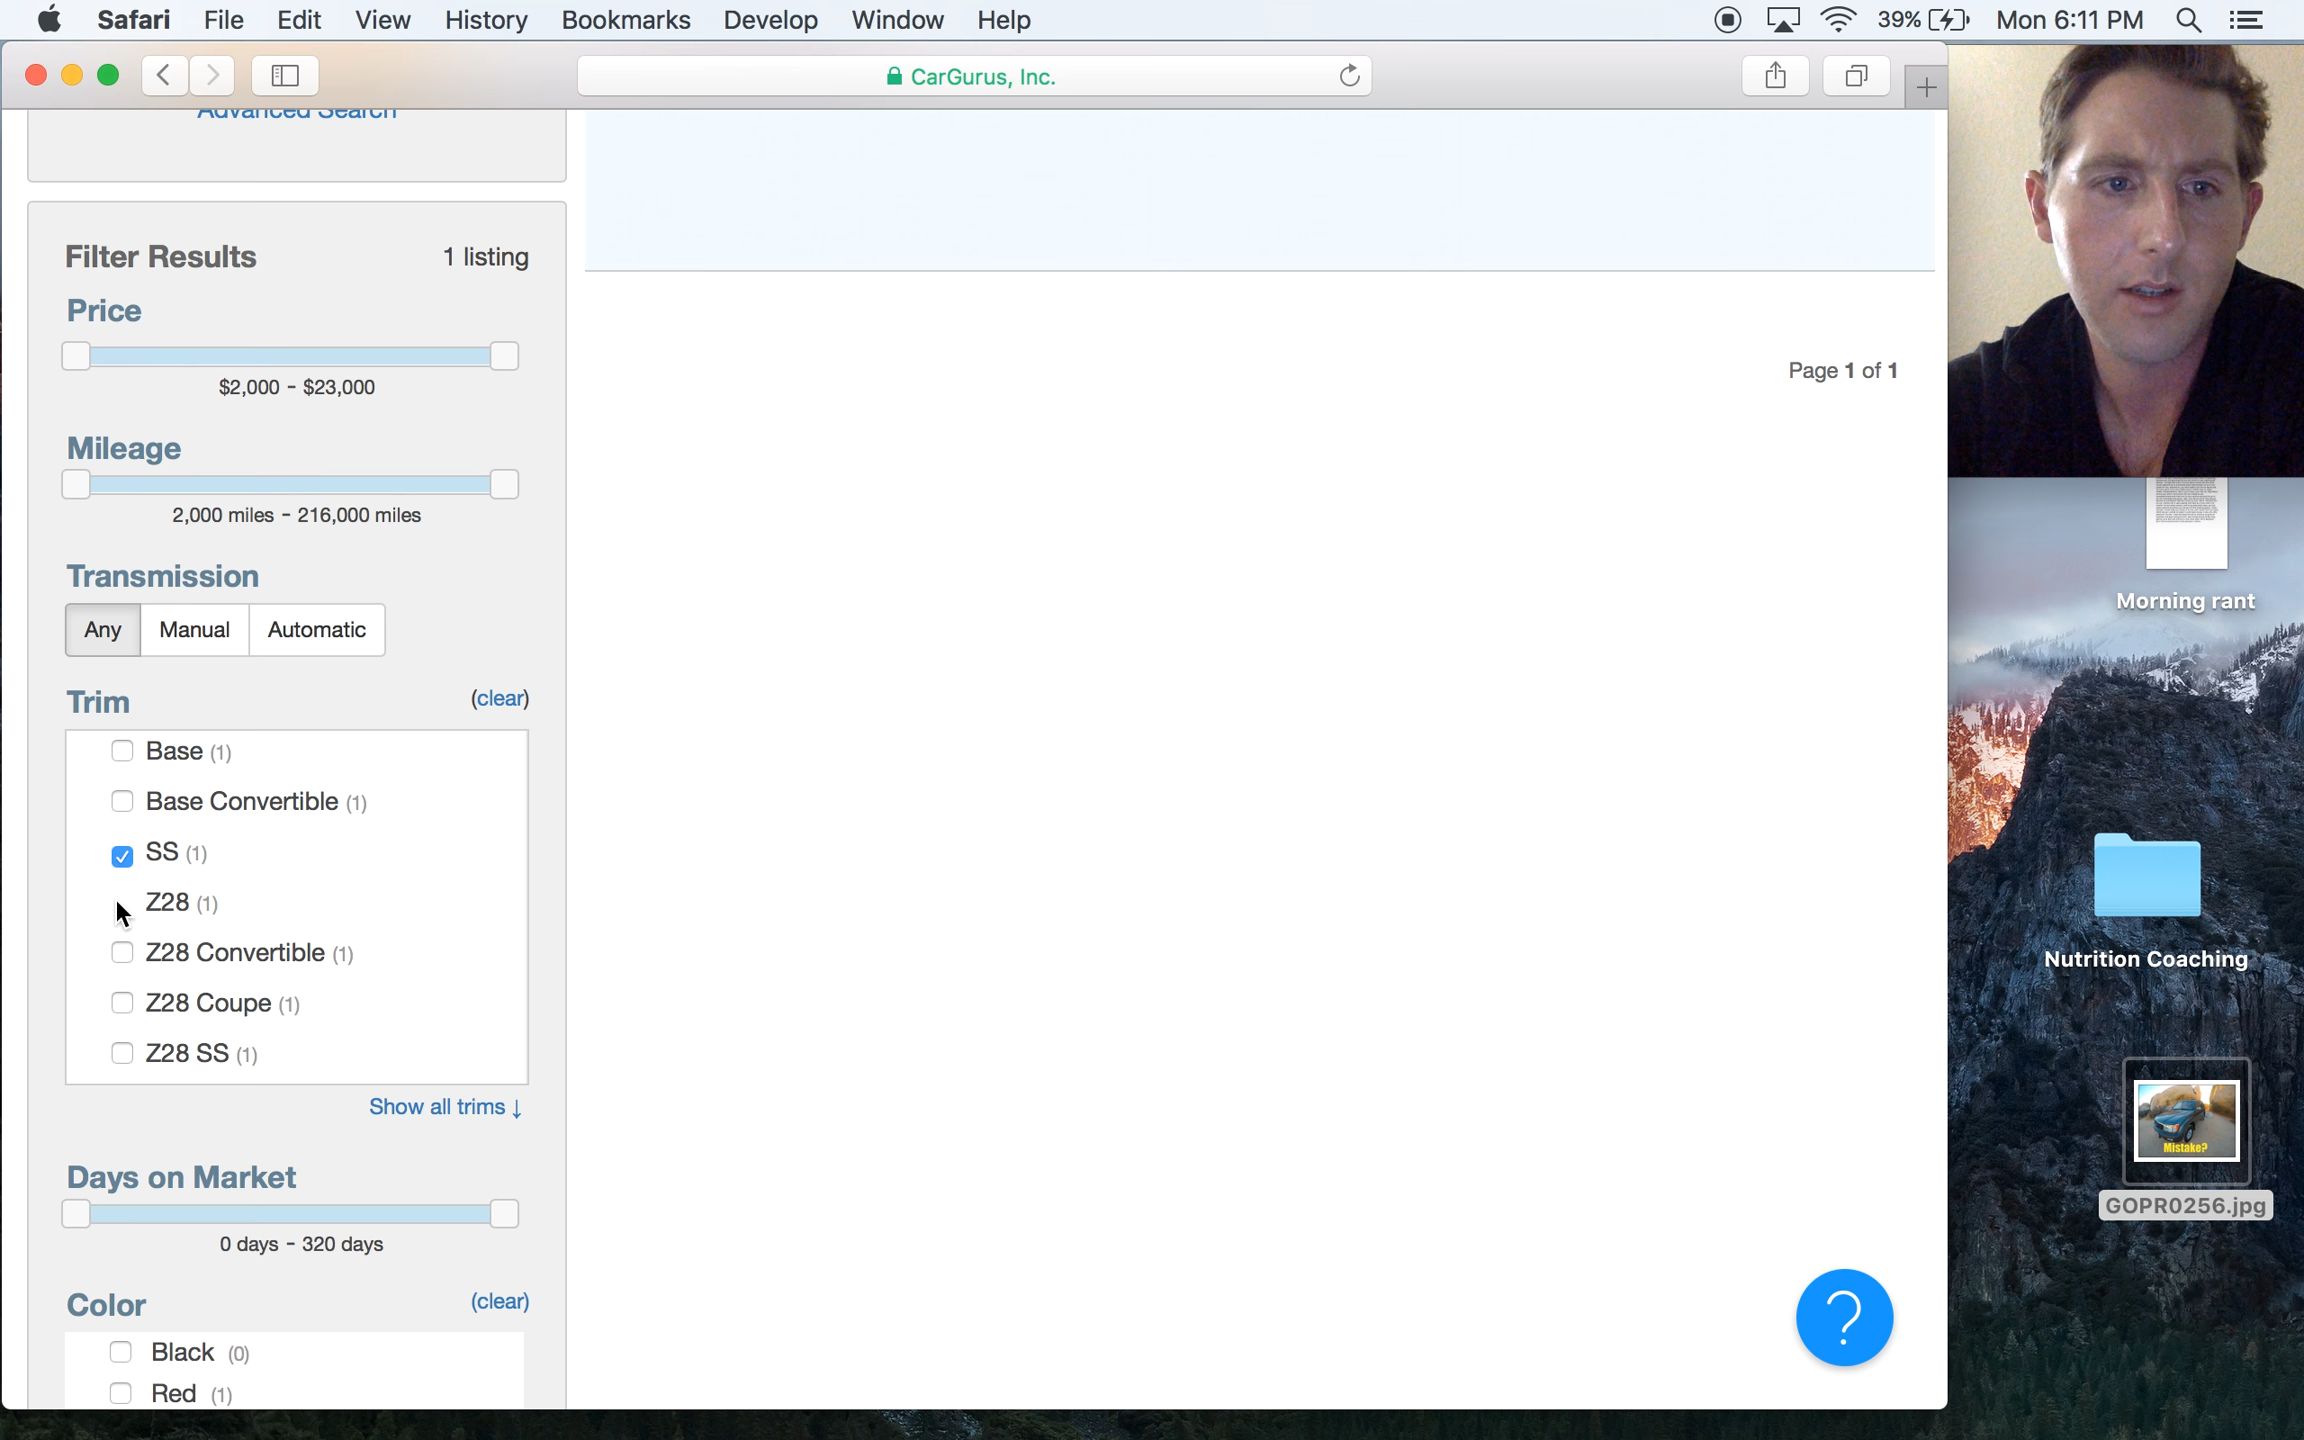 Safari File Edit View History Bookmarks Develop Window Help 39% Mon 6:11 PM
CarGurus, Inc.
Advanced Search
Filter Results 1 listing
Price
$2,000 - $23,000
Page 1 of 1
Mileage
2,000 miles - 216,000 miles
Transmission
Any Manual Automatic
Trim (clear)
Base (1)
Base Convertible (1)
SS (1)
Z28 (1)
Z28 Convertible (1)
Z28 Coupe (1)
Z28 SS (1)
Show all trims ↓
Days on Market
0 days - 320 days
Color (clear)
Black (0)
Red (1)
?
Morning rant
Nutrition Coaching
Mistake?
GOPR0256.jpg